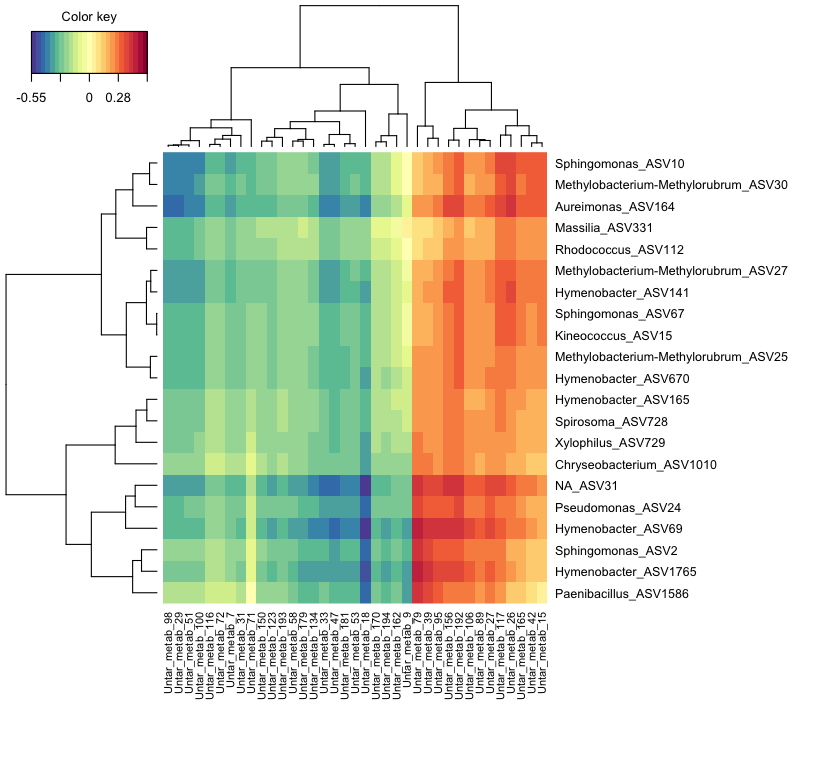 Color key
-0.55 0 0.28
Sphingomonas_ASV10
Methylobacterium-Methylorubrum_ASV30
Aureimonas_ASV164
Massilia_ASV331
Rhodococcus_ASV112
Methylobacterium-Methylorubrum_ASV27
Hymenobacter_ASV141
Sphingomonas_ASV67
Kineococcus_ASV15
Methylobacterium-Methylorubrum_ASV25
Hymenobacter_ASV670
Hymenobacter_ASV165
Spirosoma_ASV728
Xylophilus_ASV729
Chryseobacterium_ASV1010
NA_ASV31
Pseudomonas_ASV24
Hymenobacter_ASV69
Sphingomonas_ASV2
Hymenobacter_ASV1765
Paenibacillus_ASV1586
Untar_metab_98
Untar_metab_29
Untar_metab_51
Untar_metab_100
Untar_metab_116
Untar_metab_72
Untar_metab_7
Untar_metab_31
Untar_metab_71
Untar_metab_150
Untar_metab_123
Untar_metab_193
Untar_metab_58
Untar_metab_179
Untar_metab_134
Untar_metab_33
Untar_metab_47
Untar_metab_181
Untar_metab_53
Untar_metab_18
Untar_metab_170
Untar_metab_194
Untar_metab_162
Untar_metab_9
Untar_metab_79
Untar_metab_39
Untar_metab_95
Untar_metab_156
Untar_metab_192
Untar_metab_106
Untar_metab_89
Untar_metab_27
Untar_metab_117
Untar_metab_26
Untar_metab_165
Untar_metab_42
Untar_metab_15